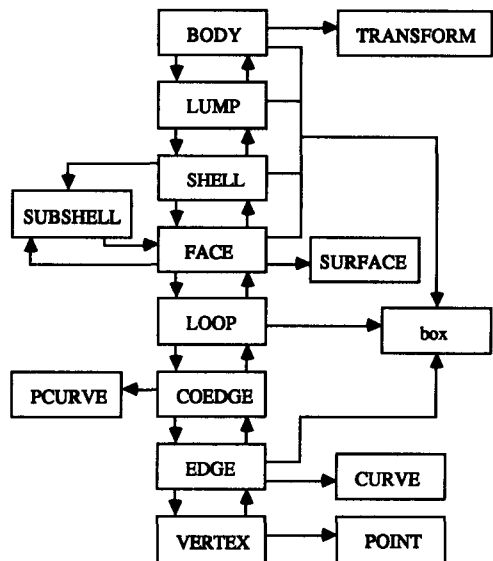 BODY
TRANSFORM
LUMP
SHELL
SUBSHELL
FACE
SURFACE
LOOP
box
PCURVE
COEDGE
EDGE
CURVE
VERTEX
POINT